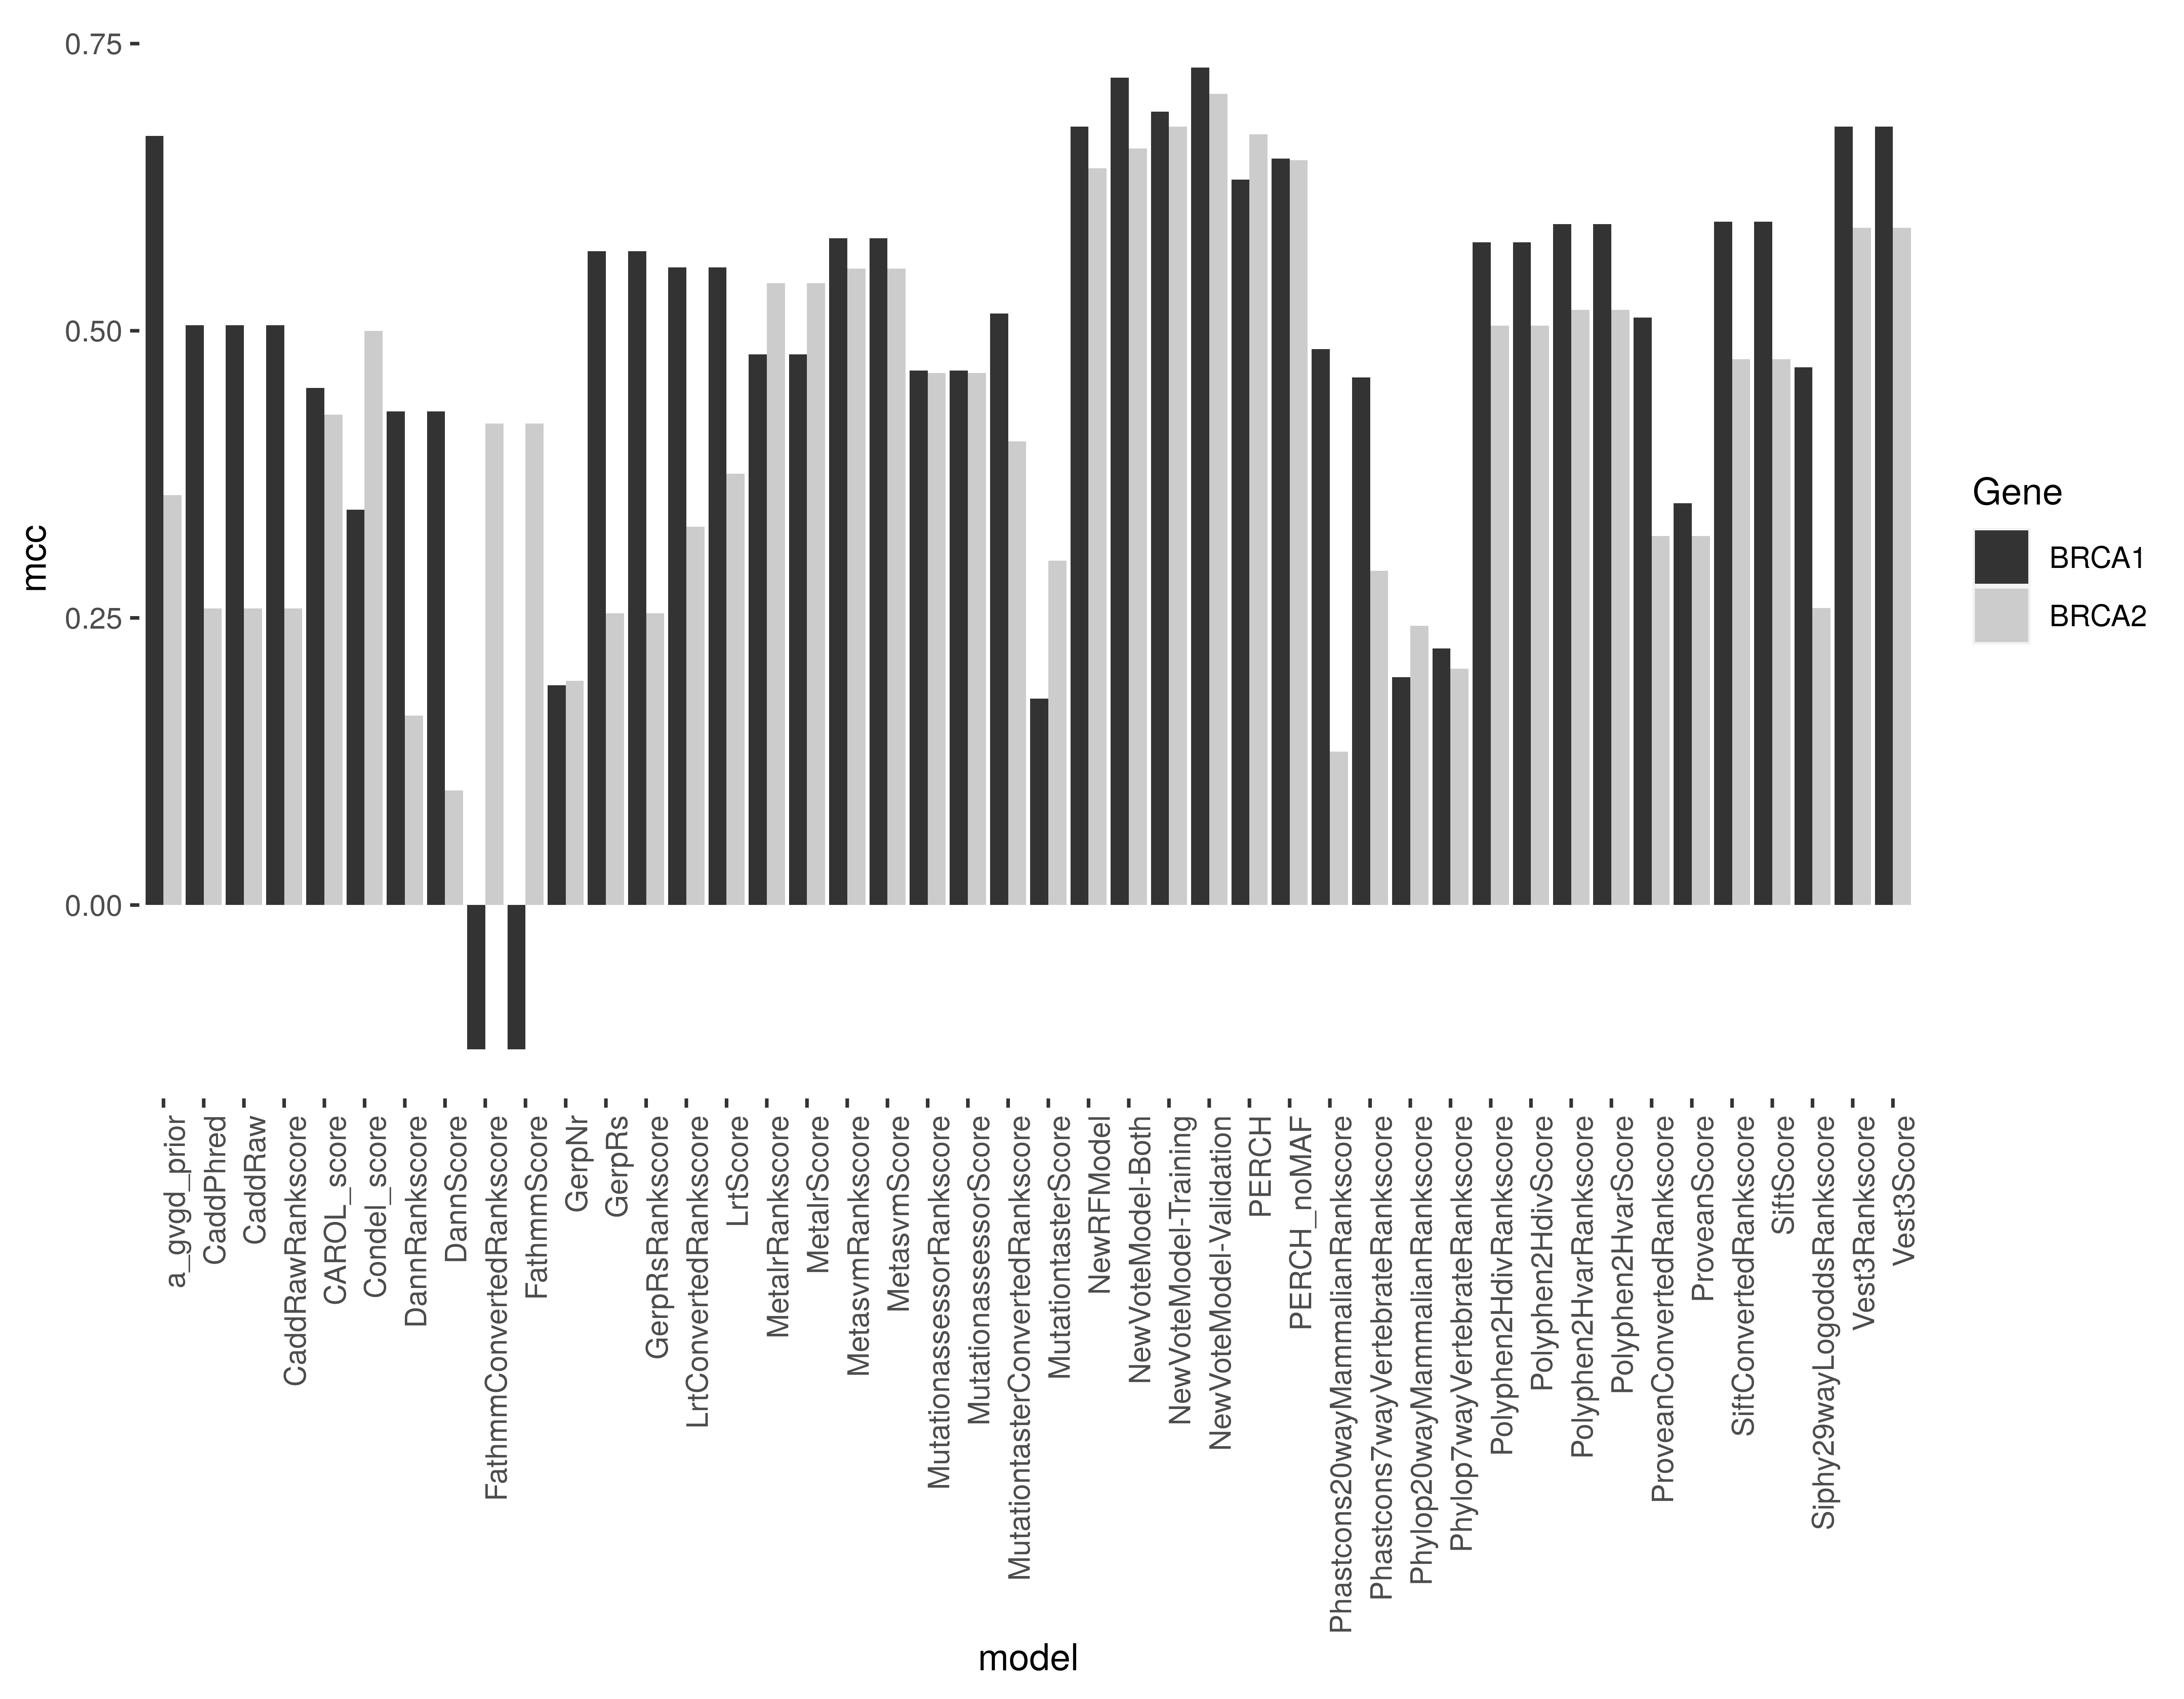 0.75
0.50
0.25
0.00
mcc
a_gvgd_prior
CaddPhred
CaddRaw
CaddRawRankscore
CAROL_score
Condel_score
DannRankscore
DannScore
FathmmConvertedRankscore
FathmmScore
GerpNr
GerpRs
GerpRsRankscore
LrtConvertedRankscore
LrtScore
MetalrRankscore
MetalrScore
MetasvmRankscore
MetasvmScore
MutationassessorRankscore
MutationassessorScore
MutationtasterConvertedRankscore
MutationtasterScore
NewRFModel
NewVoteModel-Both
NewVoteModel-Training
NewVoteModel-Validation
PERCH
PERCH_noMAF
Phastcons20wayMammalianRankscore
Phastcons7wayVertebrateRankscore
Phylop20wayMammalianRankscore
Phylop7wayVertebrateRankscore
Polyphen2HdivRankscore
Polyphen2HdivScore
Polyphen2HvarRankscore
Polyphen2HvarScore
ProveanConvertedRankscore
ProveanScore
SiftConvertedRankscore
SiftScore
Siphy29wayLogoddsRankscore
Vest3Rankscore
Vest3Score
model
Gene
BRCA1
BRCA2